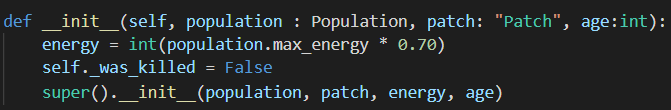 def __init__(self, population : Population, patch: "Patch", age:int):
    energy = int(population.max_energy * 0.70)
    self._was_killed = False
    super().__init__(population, patch, energy, age)